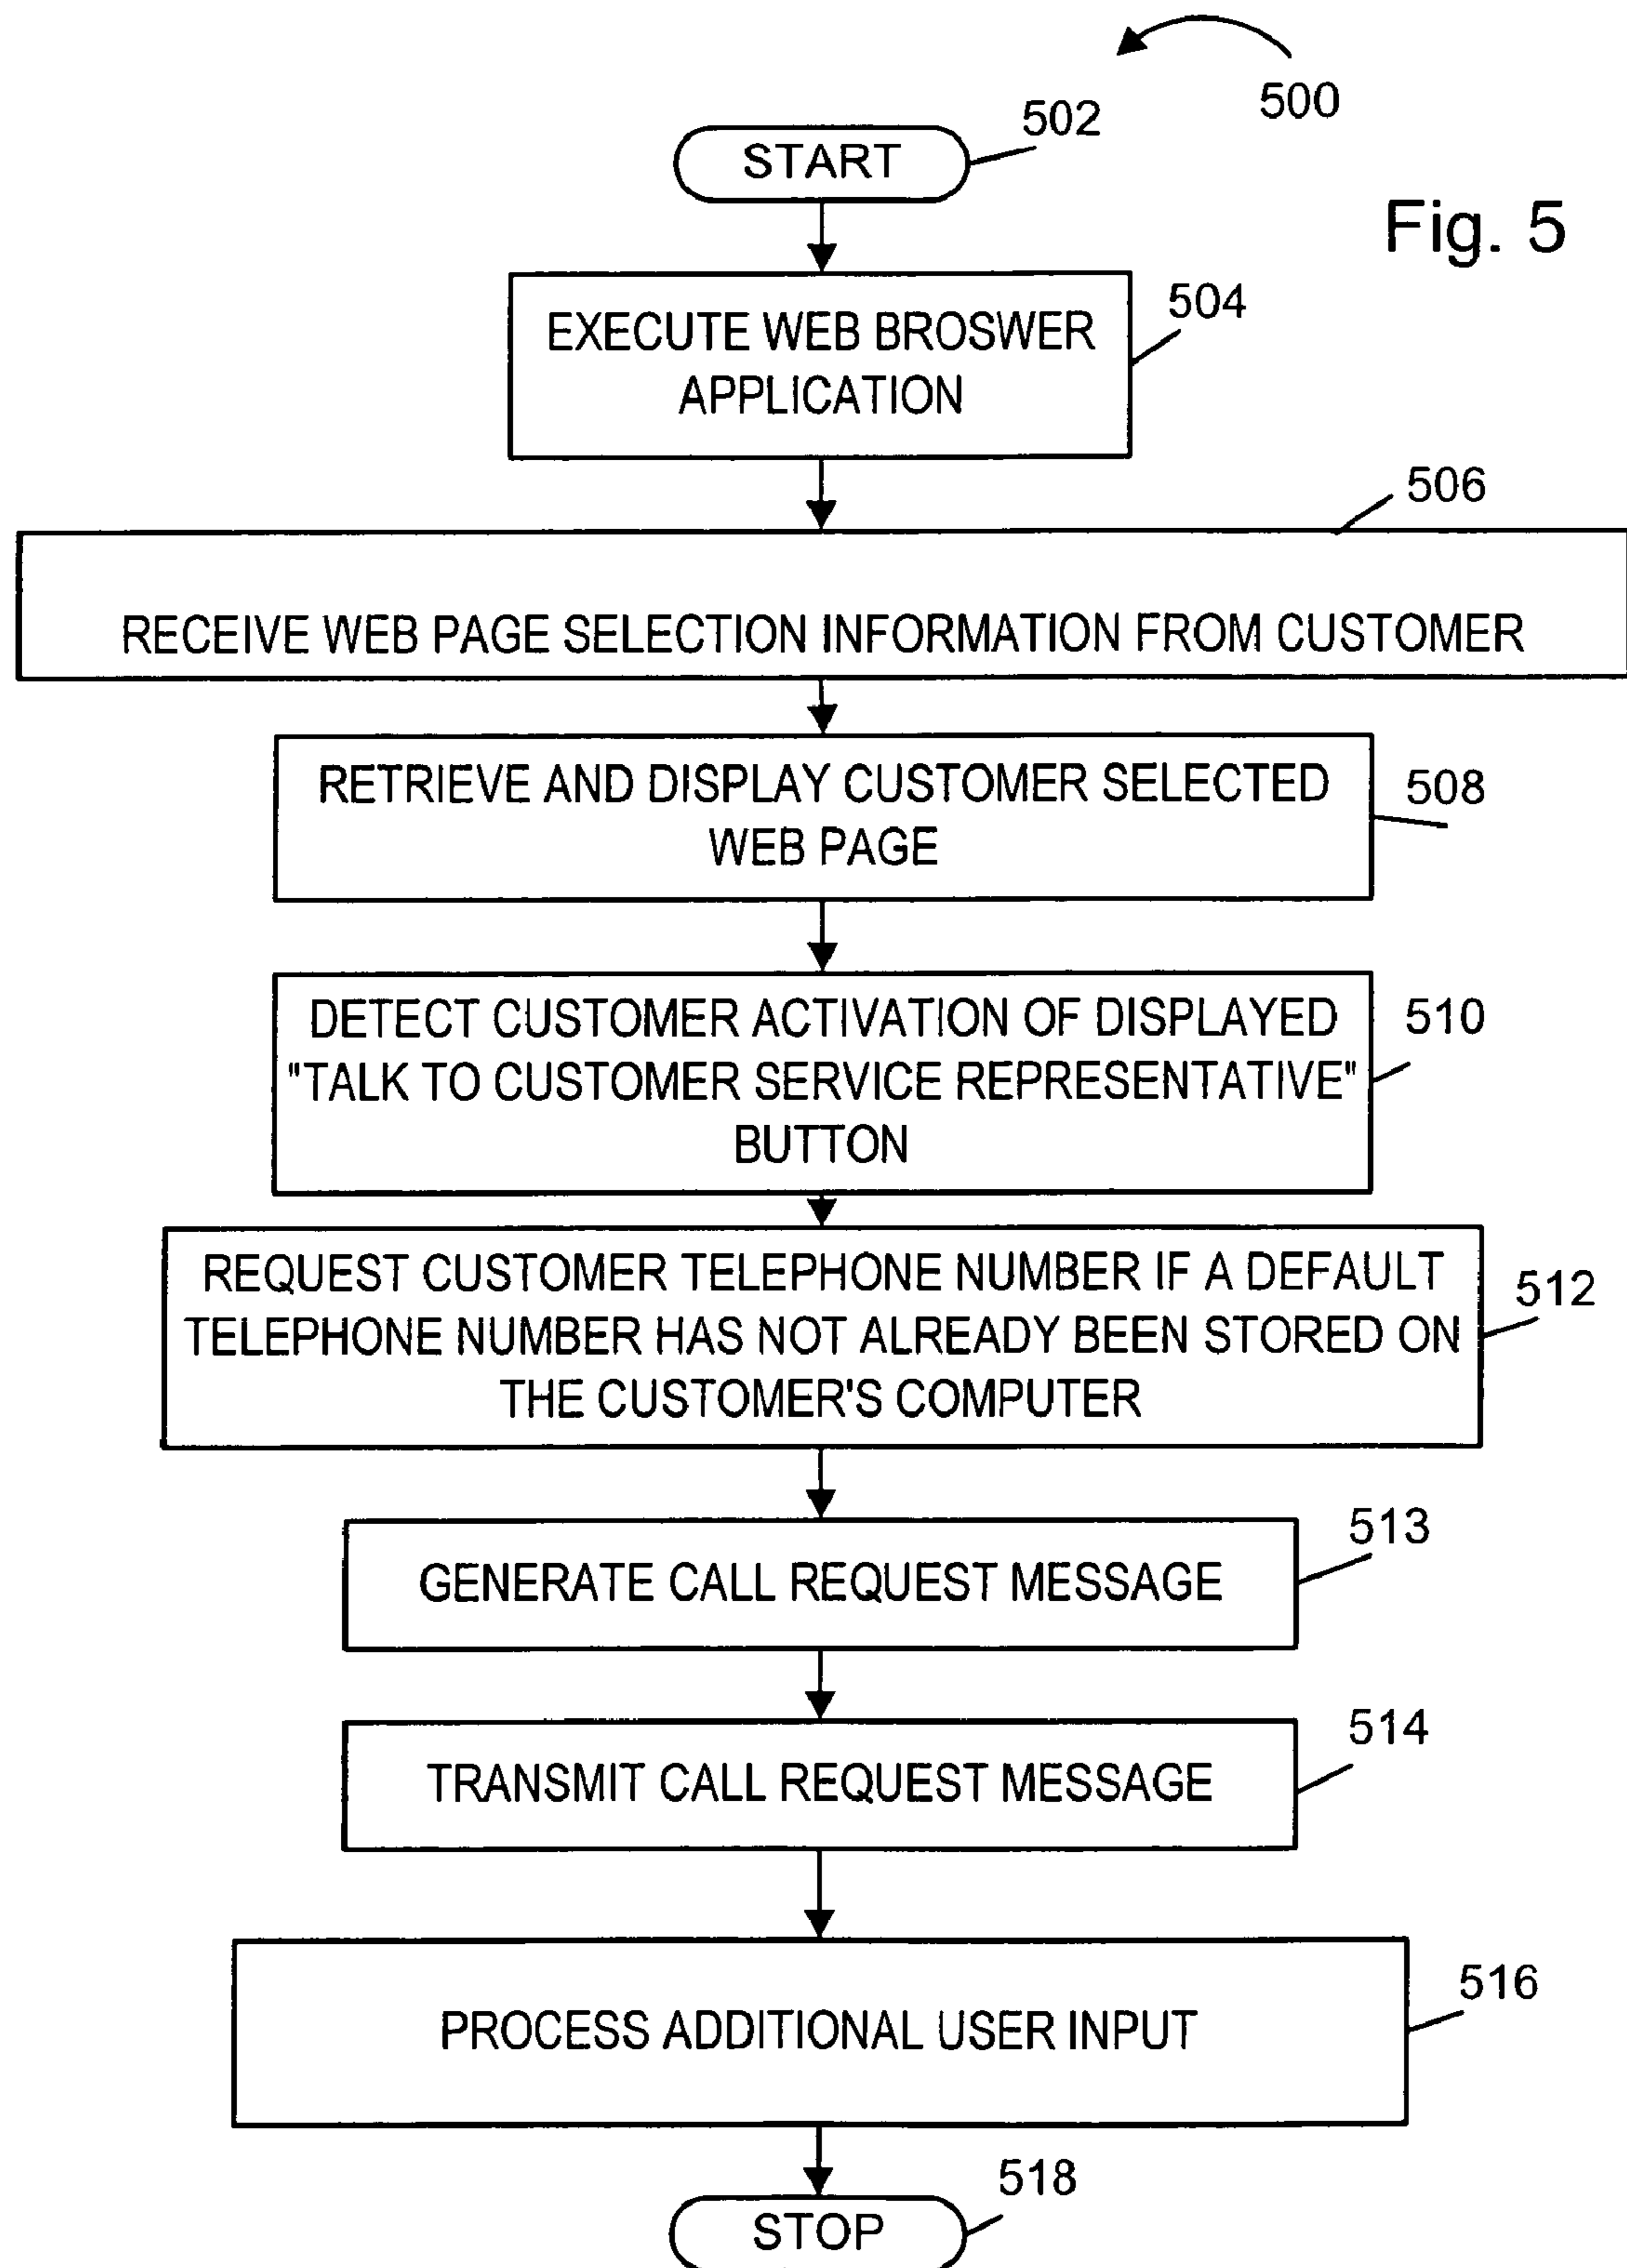 500
502
START
Fig. 5
504
EXECUTE WEB BROSWER
APPLICATION
506
RECEIVE WEB PAGE SELECTION INFORMATION FROM CUSTOMER
RETRIEVE AND DISPLAY CUSTOMER SELECTED
WEB PAGE
508
DETECT CUSTOMER ACTIVATION OF DISPLAYED
"TALK TO CUSTOMER SERVICE REPRESENTATIVE"
BUTTON
510
REQUEST CUSTOMER TELEPHONE NUMBER IF A DEFAULT
TELEPHONE NUMBER HAS NOT ALREADY BEEN STORED ON
THE CUSTOMER'S COMPUTER
512
513
GENERATE CALL REQUEST MESSAGE
514
TRANSMIT CALL REQUEST MESSAGE
516
PROCESS ADDITIONAL USER INPUT
518
STOP